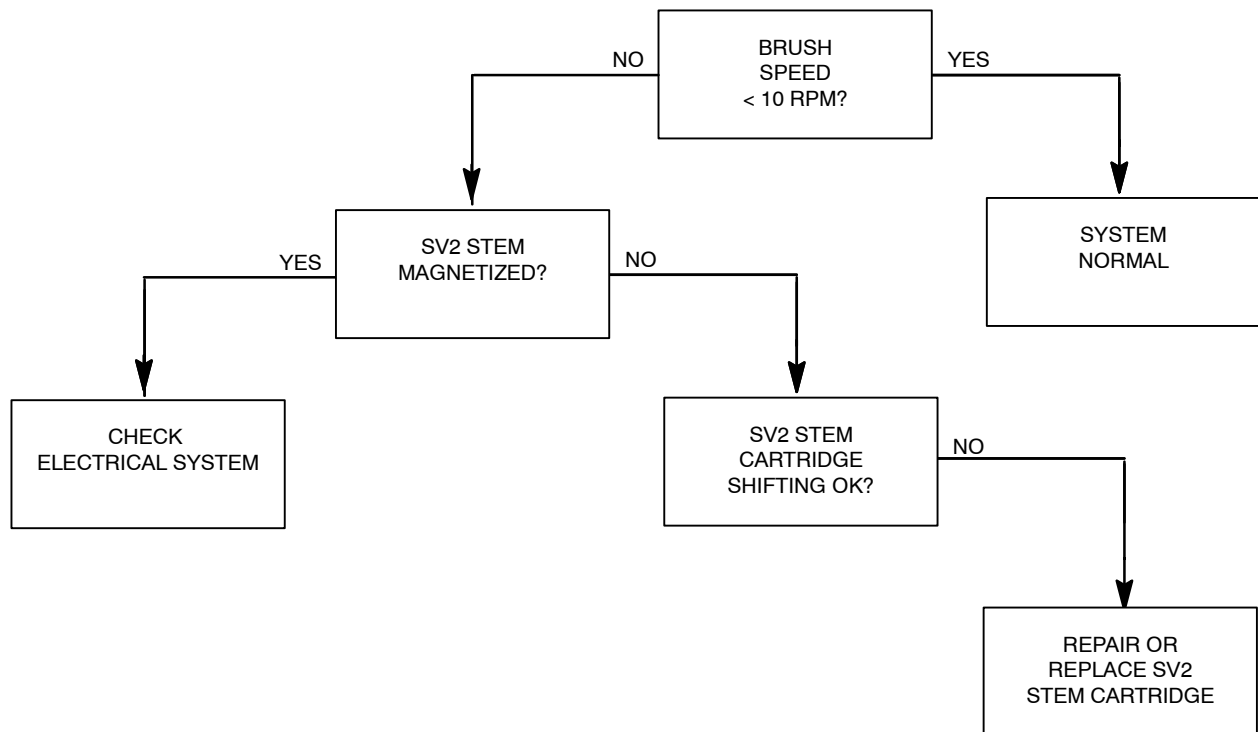 BRUSH
SPEED
< 10 RPM?
NO
YES
SV2 STEM
MAGNETIZED?
SYSTEM
NORMAL
YES
NO
CHECK
ELECTRICAL SYSTEM
SV2 STEM
CARTRIDGE
SHIFTING OK?
NO
REPAIR OR
REPLACE SV2
STEM CARTRIDGE